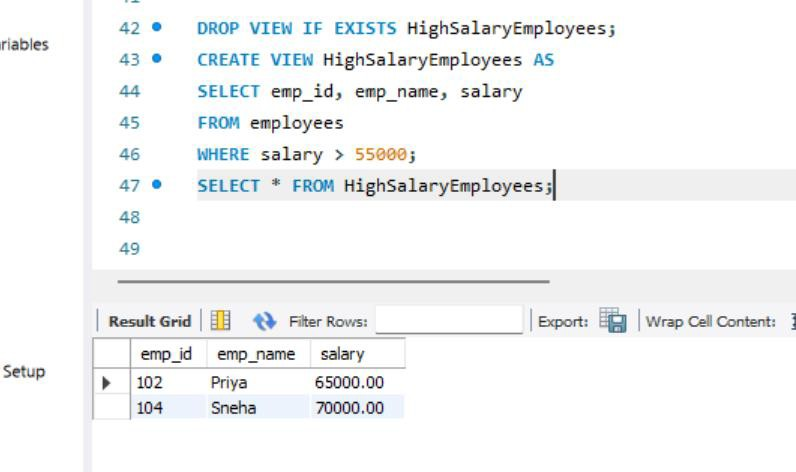 42 DROP VIEW IF EXISTS HighSalaryEmployees;
43 CREATE VIEW HighSalaryEmployees AS
44 SELECT emp_id, emp_name, salary
45 FROM employees
46 WHERE salary > 55000;
47 SELECT * FROM HighSalaryEmployees;
48
49
Result Grid Filter Rows: Export: Wrap Cell Content:
emp_id emp_name salary
102 Priya 65000.00
104 Sneha 70000.00
Setup